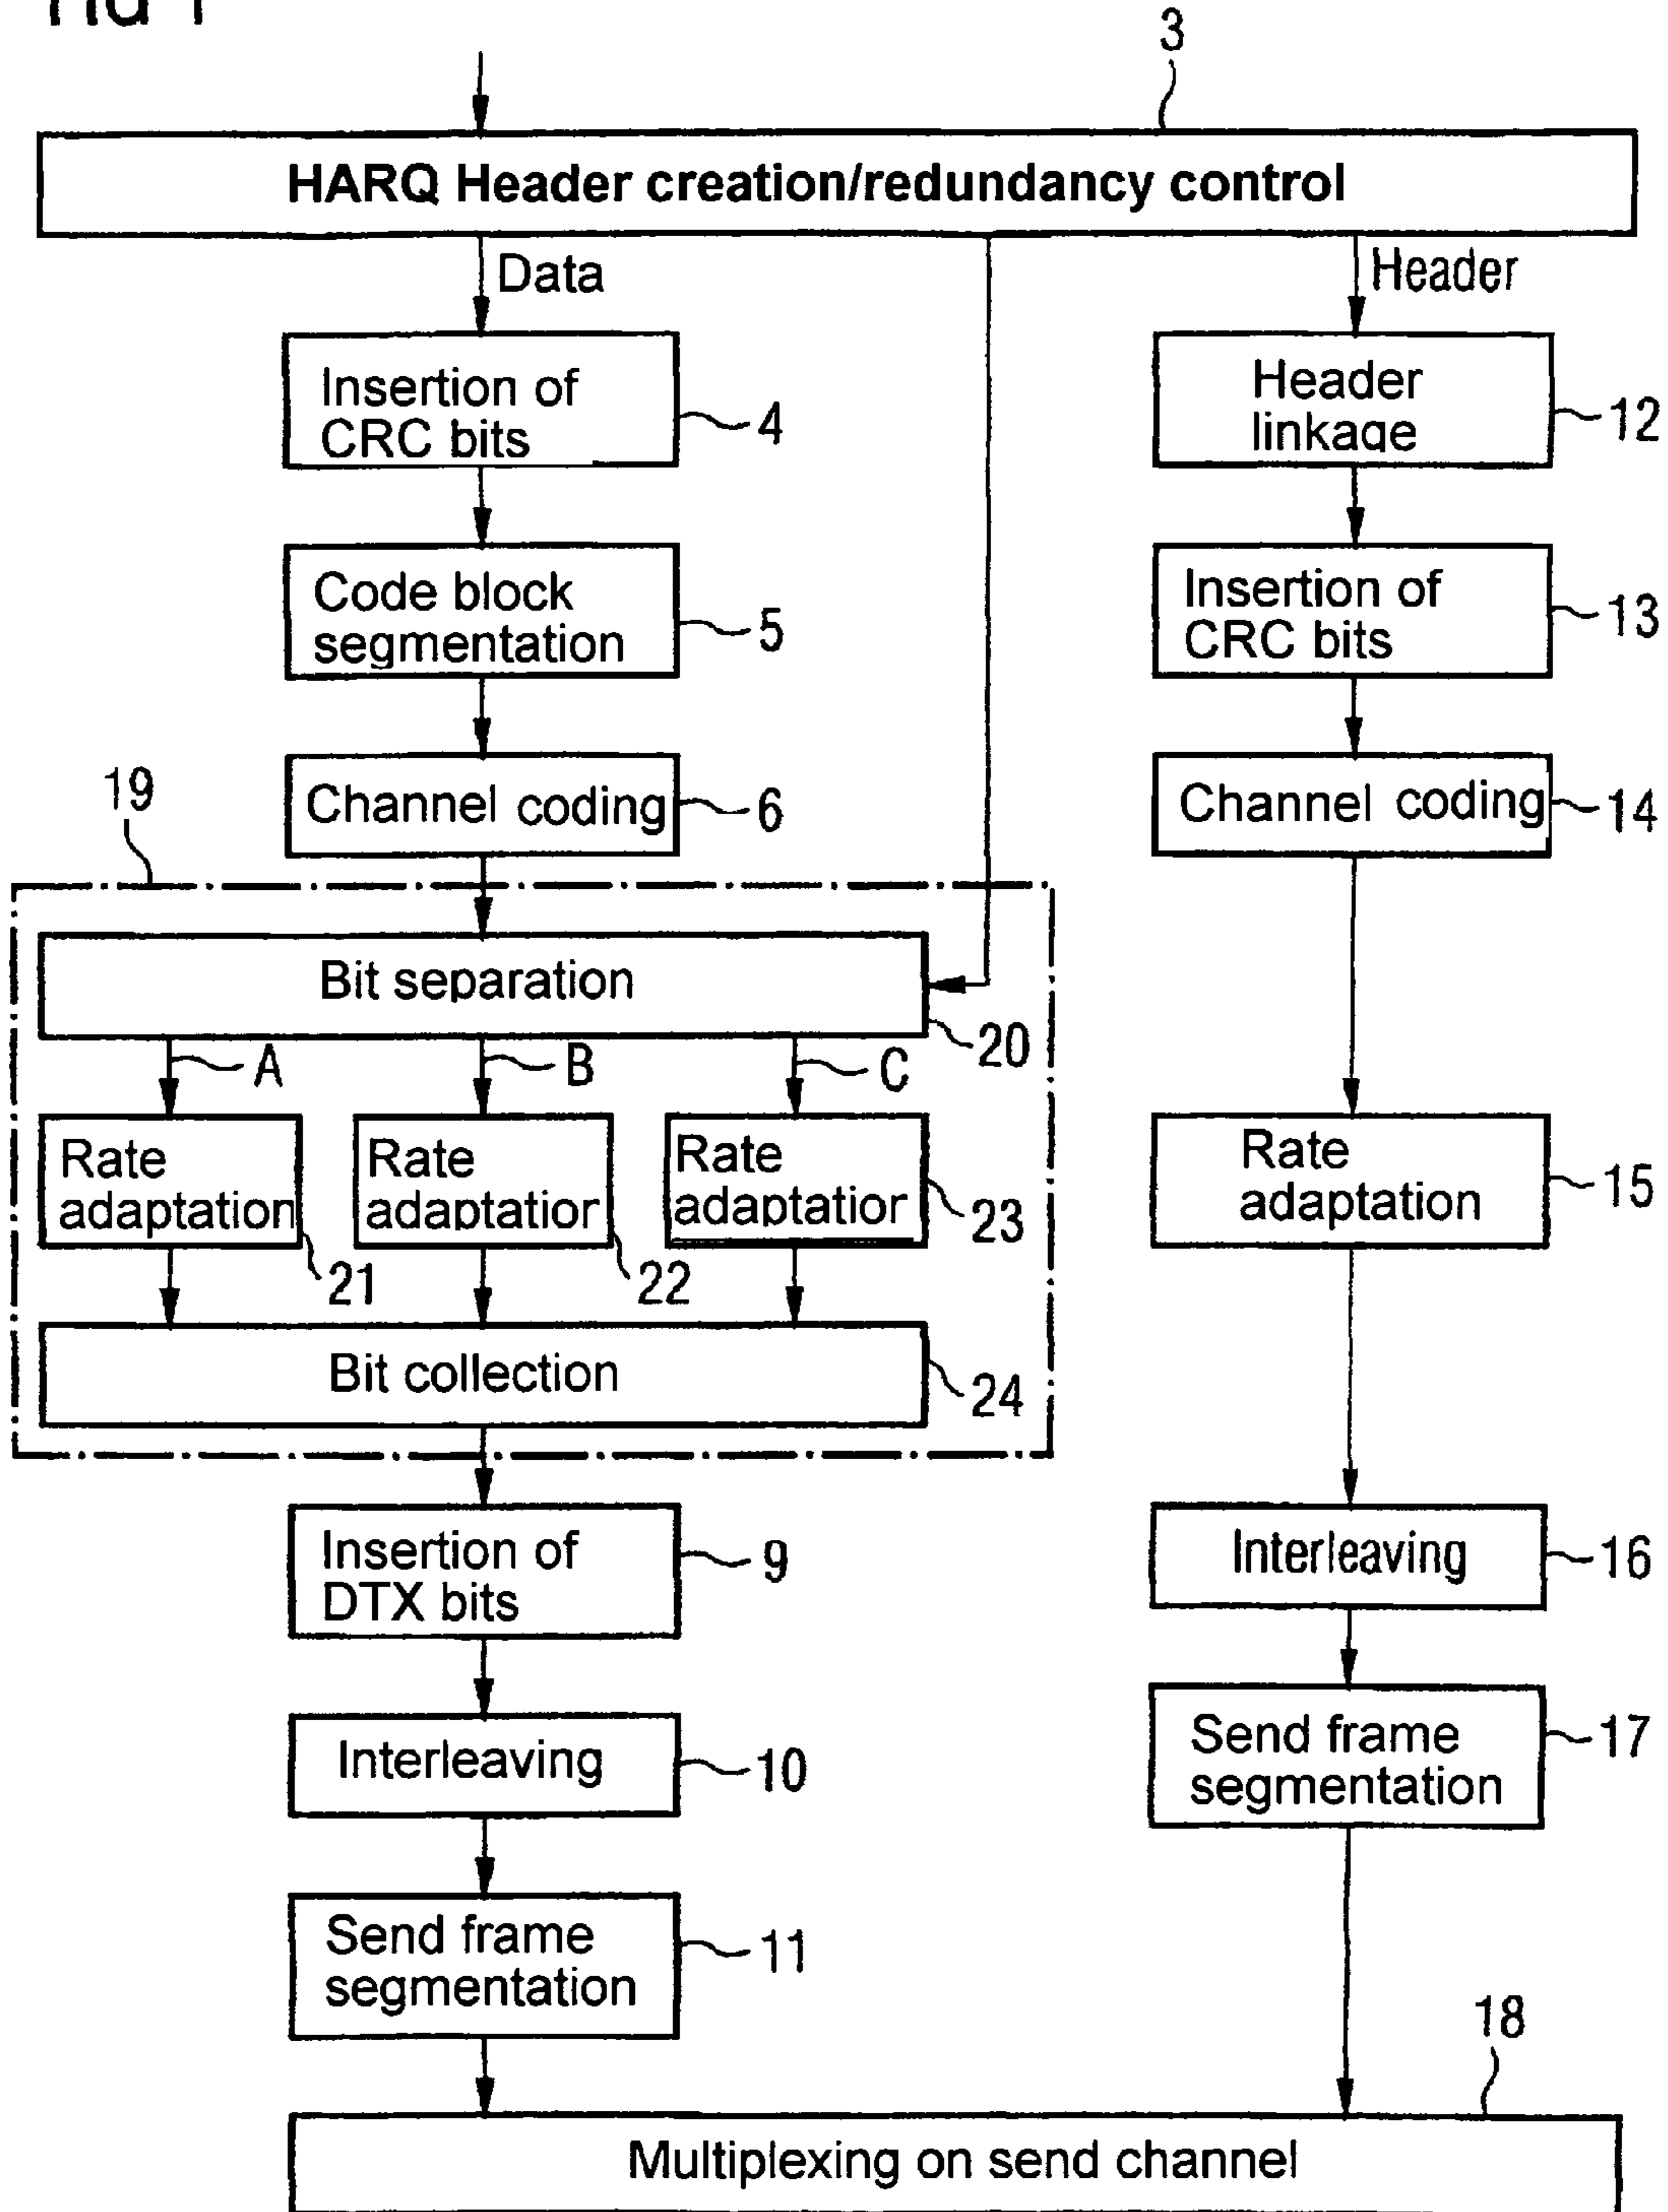 3
HARQ Header creation/redundancy control
Data
Header
Insertion of
CRC bits
4
Header
linkage
12
Code block
segmentation
5
Insertion of
CRC bits
13
19
Channel coding
6
Channel coding
14
Bit separation
20
A
B
C
Rate
adaptation
21
Rate
adaptation
22
Rate
adaptation
23
Rate
adaptation
15
Bit collection
24
Insertion of
DTX bits
9
Interleaving
16
Interleaving
10
Send frame
segmentation
17
Send frame
segmentation
11
18
Multiplexing on send channel